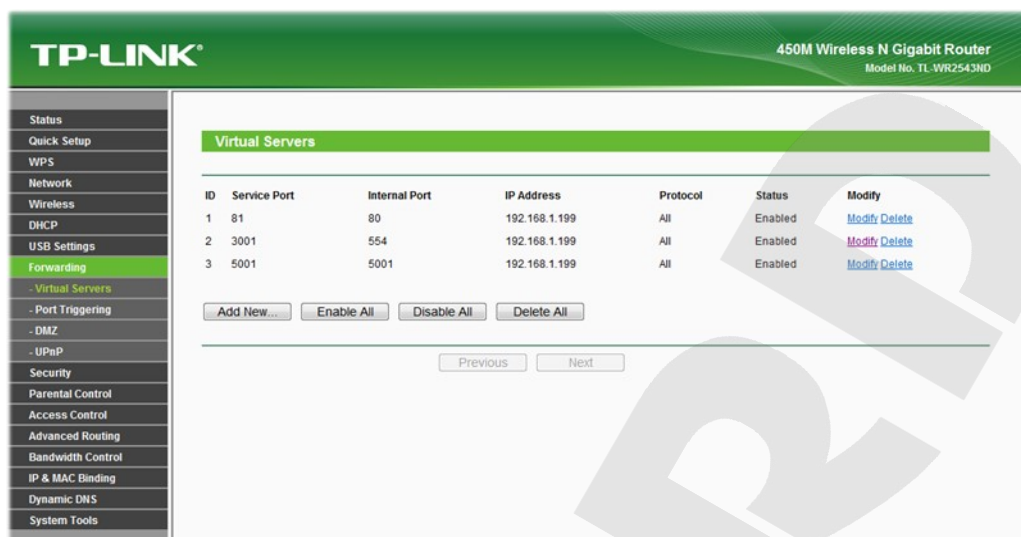 TP-LINK®
450M Wireless N Gigabit Router
Model No. TL-WR2543ND
Status
Quick Setup
WPS
Network
Wireless
DHCP
USB Settings
Forwarding
- Virtual Servers
- Port Triggering
- DMZ
- UPnP
Security
Parental Control
Access Control
Advanced Routing
Bandwidth Control
IP & MAC Binding
Dynamic DNS
System Tools
Virtual Servers
ID Service Port Internal Port IP Address Protocol Status Modify
1 81 80 192.168.1.199 All Enabled Modify Delete
2 3001 554 192.168.1.199 All Enabled Modify Delete
3 5001 5001 192.168.1.199 All Enabled Modify Delete
Add New... Enable All Disable All Delete All
Previous Next